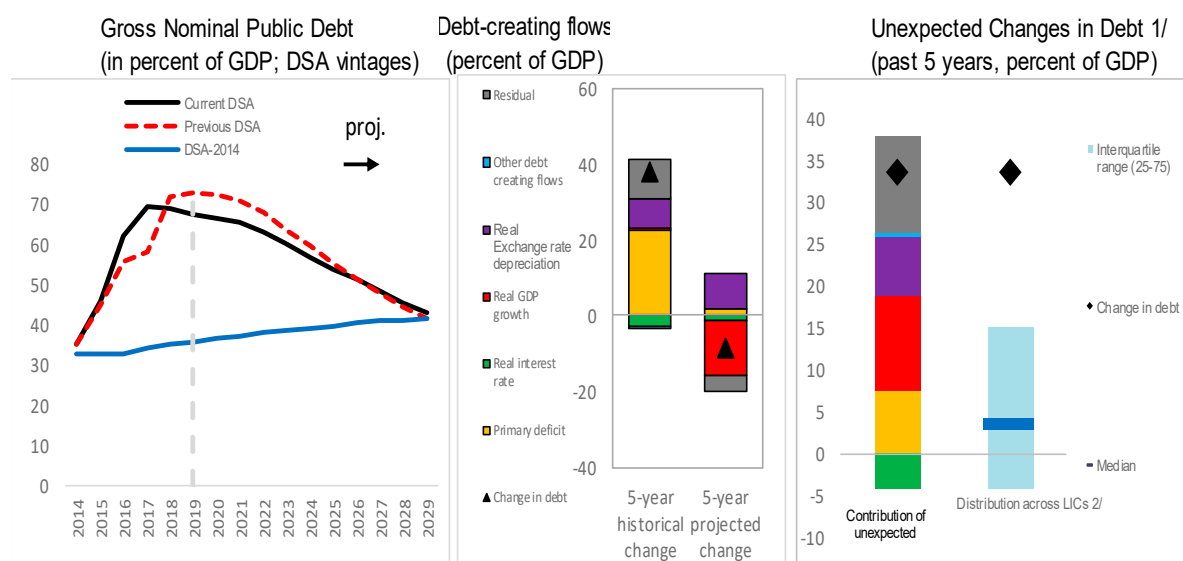 Gross Nominal Public Debt
(in percent of GDP; DSA vintages)
Current DSA
Previous DSA
DSA-2014
proj.
80
70
60
50
40
30
20
10
0
2014
2015
2016
2017
2018
2019
2020
2021
2022
2023
2024
2025
2026
2027
2028
2029
Debt-creating flows
(percent of GDP)
Residual
Other debt
creating flows
Real
Exchange rate
depreciation
Real GDP
growth
Real interest
rate
Primary deficit
Change in debt
60
40
20
0
-20
-40
5-year
historical
change
5-year
projected
change
Unexpected Changes in Debt 1/
(past 5 years, percent of GDP)
40
35
30
25
20
15
10
5
0
-5
-10
Interquartile
range (25-75)
Change in debt
Median
Contribution of
unexpected
Distribution across LICs 2/